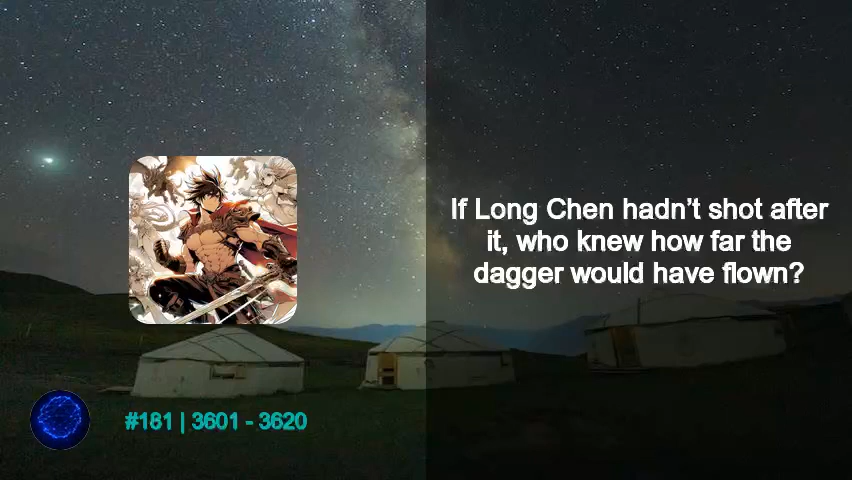 If Long Chen hadn’t shot after
it, who knew how far the
dagger would have flown?
#181 | 3601 - 3620